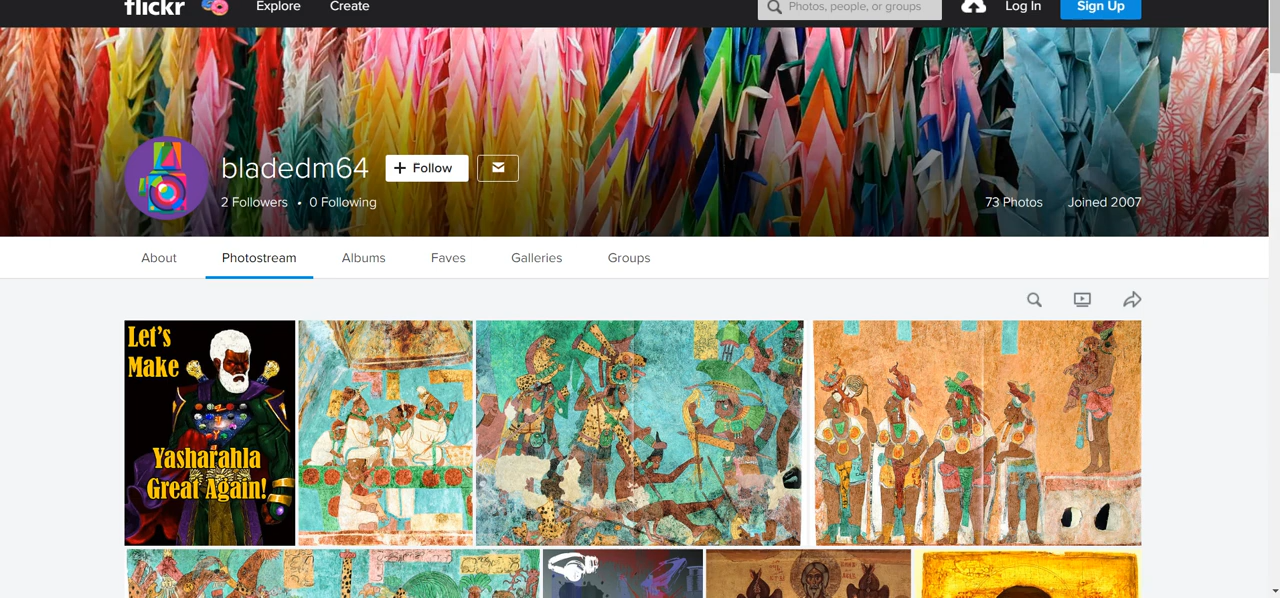 flickr Explore Create Photos, people, or groups Log In Sign Up
bladedm64 + Follow
2 Followers • 0 Following 73 Photos Joined 2007
About Photostream Albums Faves Galleries Groups
Let's
Make
Yasharahla
Great Again!